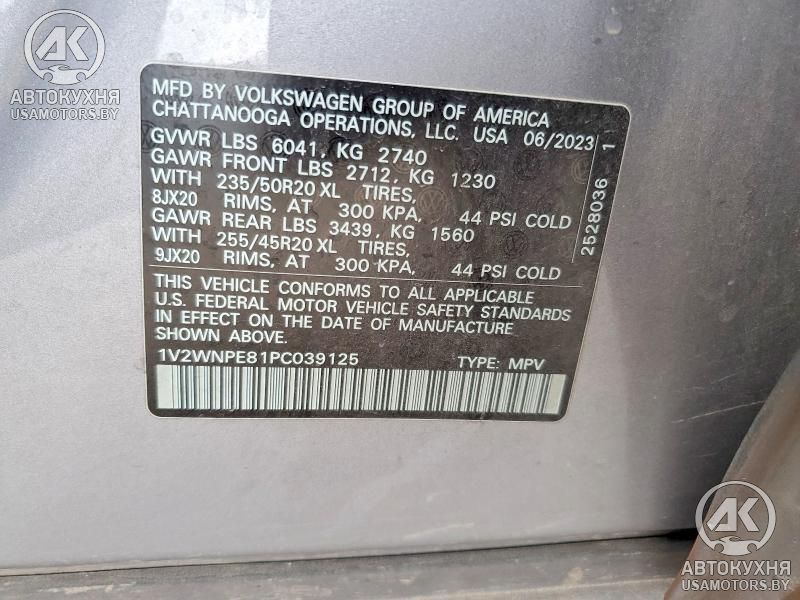 AK
АВТОКУХНЯ
USAMOTORS.BY
MFD BY VOLKSWAGEN GROUP OF AMERICA
CHATTANOOGA OPERATIONS, LLC. USA 06/2023
GVWR LBS 6041, KG 2740
GAWR FRONT LBS 2712, KG 1230
WITH 235/50R20 XL TIRES,
8JX20 RIMS, AT 300 KPA, 44 PSI COLD
GAWR REAR LBS 3439, KG 1560
WITH 255/45R20 XL TIRES,
9JX20 RIMS, AT 300 KPA, 44 PSI COLD
2528036 1
THIS VEHICLE CONFORMS TO ALL APPLICABLE
U.S. FEDERAL MOTOR VEHICLE SAFETY STANDARDS
IN EFFECT ON THE DATE OF MANUFACTURE
SHOWN ABOVE.
1V2WNPE81PC039125 TYPE: MPV
AK
АВТОКУХНЯ
USAMOTORS.BY